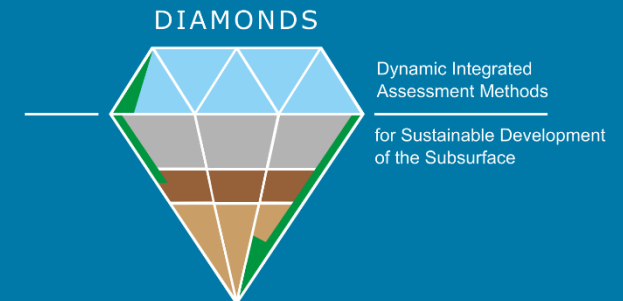 DIAMONDS
Dynamic Integrated
Assessment Methods
for Sustainable Development
of the Subsurface